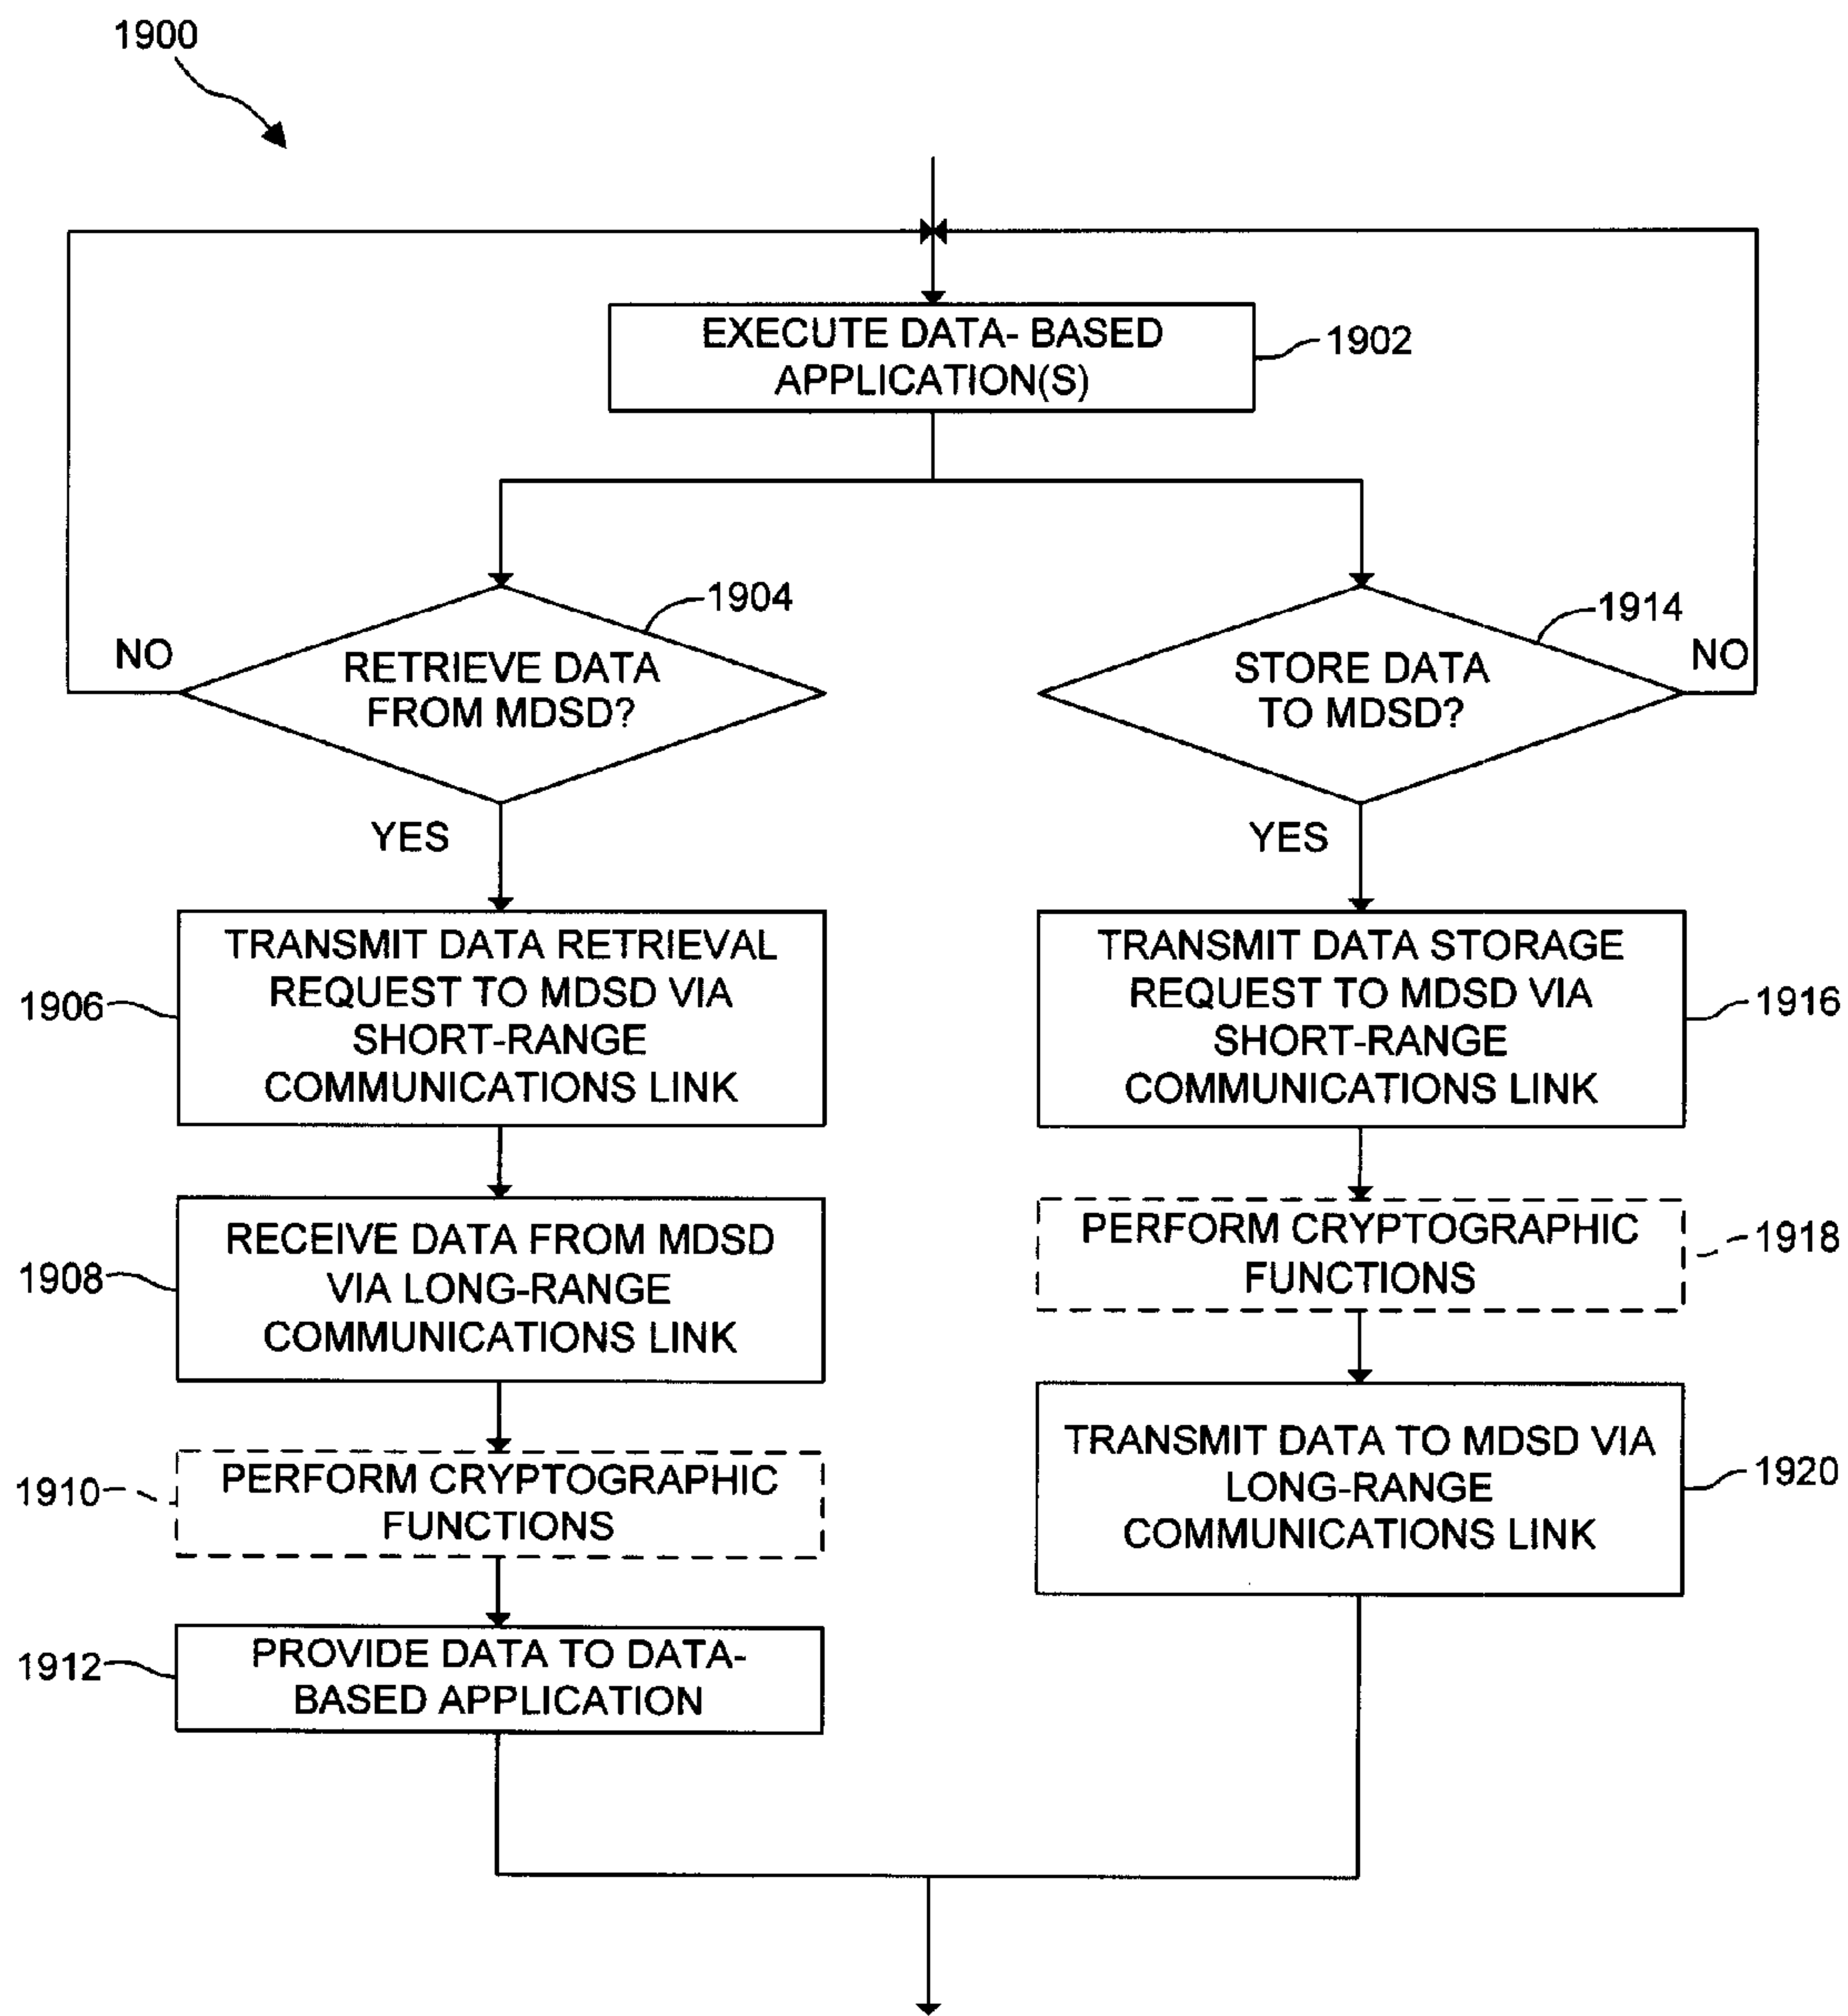 1900
EXECUTE DATA- BASED
APPLICATION(S)
1902
1904
RETRIEVE DATA
FROM MDSD?
NO
YES
1914
STORE DATA
TO MDSD?
NO
YES
1906
TRANSMIT DATA RETRIEVAL
REQUEST TO MDSD VIA
SHORT-RANGE
COMMUNICATIONS LINK
TRANSMIT DATA STORAGE
REQUEST TO MDSD VIA
SHORT-RANGE
COMMUNICATIONS LINK
1916
1908
RECEIVE DATA FROM MDSD
VIA LONG-RANGE
COMMUNICATIONS LINK
PERFORM CRYPTOGRAPHIC
FUNCTIONS
1918
1910
PERFORM CRYPTOGRAPHIC
FUNCTIONS
TRANSMIT DATA TO MDSD VIA
LONG-RANGE
COMMUNICATIONS LINK
1920
1912
PROVIDE DATA TO DATA-
BASED APPLICATION